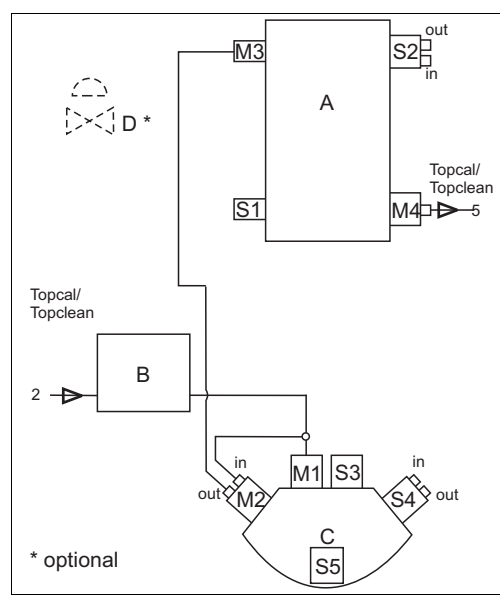 M3
S2
out
in
A
D *
Topcal/
Topclean
S1
M4
5
Topcal/
Topclean
B
2
in
M1
S3
in
out
M2
S4
out
C
S5
* optional